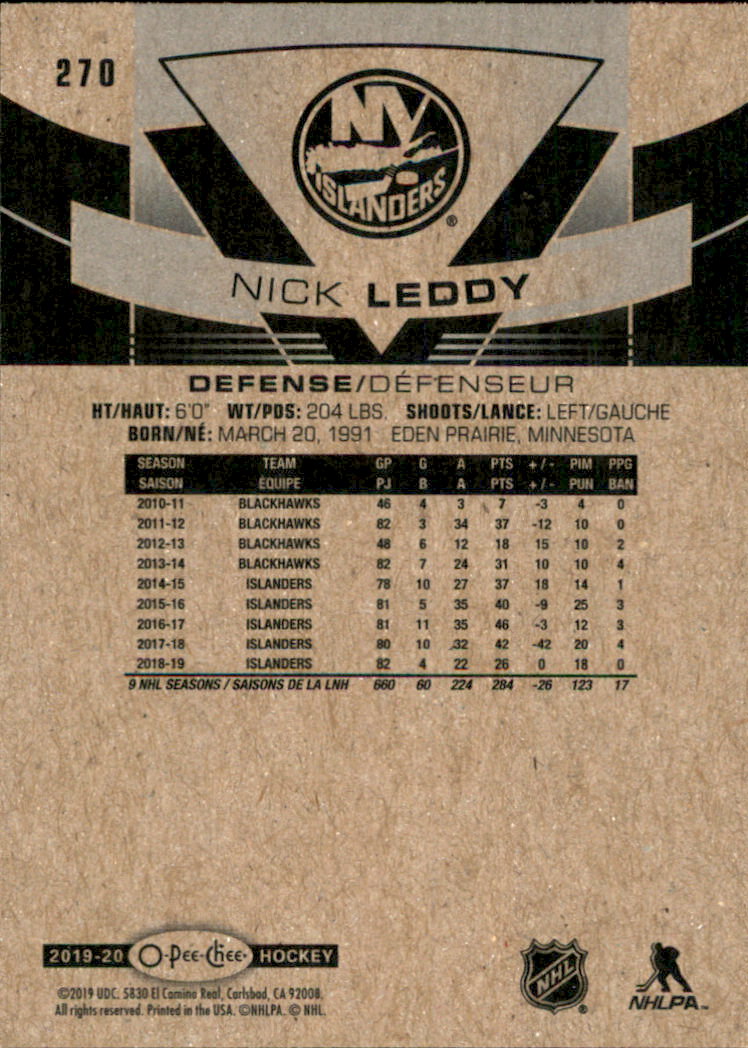 270
NY
ISLANDERS
®
NICK LEDDY
DEFENSE/DÉFENSEUR
HT/HAUT: 6'0" WT/PDS: 204 LBS. SHOOTS/LANCE: LEFT/GAUCHE
BORN/NÉ: MARCH 20, 1991 EDEN PRAIRIE, MINNESOTA
SEASON TEAM GP G A PTS +/- PIM PPG
SAISON ÉQUIPE PJ B A PTS +/- PUN BAN
2010-11 BLACKHAWKS 46 4 3 7 -3 4 0
2011-12 BLACKHAWKS 82 3 34 37 -12 10 0
2012-13 BLACKHAWKS 48 6 12 18 15 10 2
2013-14 BLACKHAWKS 82 7 24 31 10 10 4
2014-15 ISLANDERS 78 10 27 37 18 14 1
2015-16 ISLANDERS 81 5 35 40 -9 25 3
2016-17 ISLANDERS 81 11 35 46 -3 12 3
2017-18 ISLANDERS 80 10 32 42 -42 20 4
2018-19 ISLANDERS 82 4 22 26 0 18 0
9 NHL SEASONS / SAISONS DE LA LNH 660 60 224 284 -26 123 17
2019-20 O-Pee-Chee HOCKEY
©2019 UDC. 5830 El Camino Real, Carlsbad, CA 92008.
All rights reserved. Printed in the USA. ©NHLPA. © NHL.
NHL ®
NHLPA™